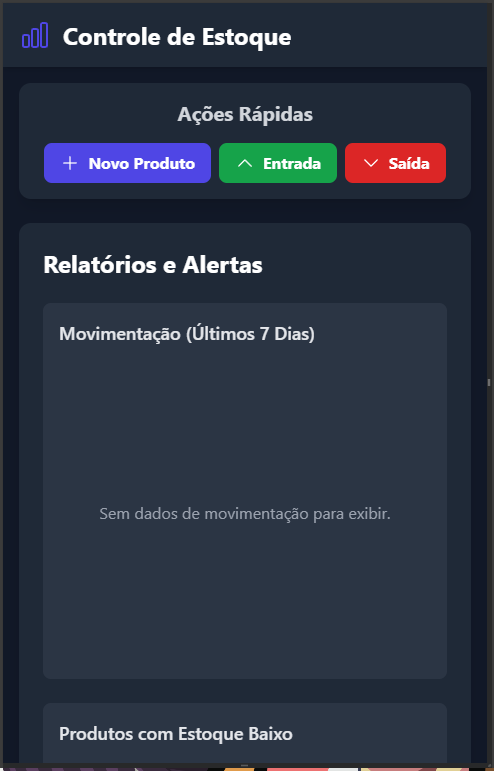 Controle de Estoque
Ações Rápidas
Novo Produto
Entrada
Saída
Relatórios e Alertas
Movimentação (Últimos 7 Dias)
Sem dados de movimentação para exibir.
Produtos com Estoque Baixo